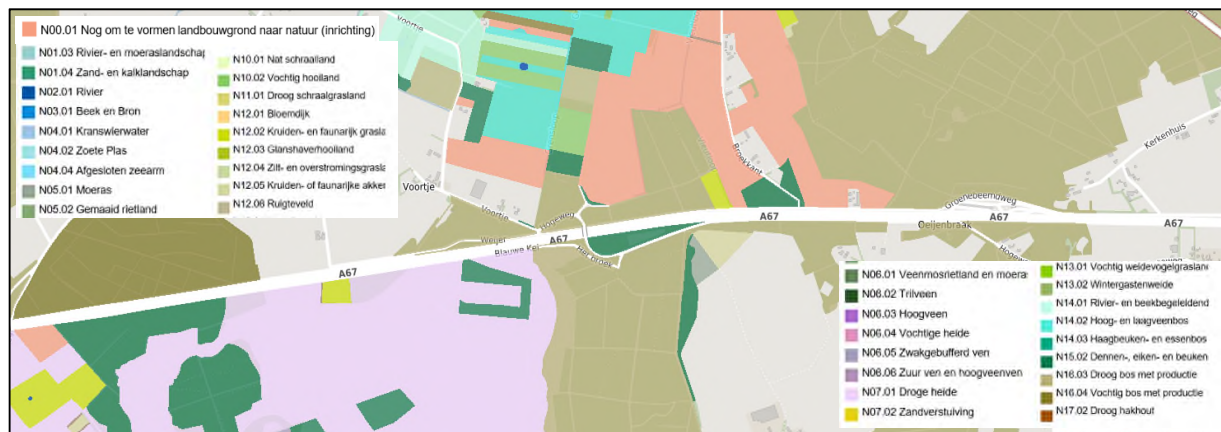 N00.01 Nog om te vormen landbouwgrond naar natuur (inrichting)
N01.03 Rivier- en moeraslandschap
N01.04 Zand- en kalklandschap
N02.01 Rivier
N03.01 Beek en Bron
N04.01 Kranswierwater
N04.02 Zoete Plas
N04.04 Afgesloten zeearm
N05.01 Moeras
N05.02 Gemaaid rietland
N10.01 Nat schraalland
N10.02 Vochtig hooiland
N11.01 Droog schraalgrasland
N12.01 Bloemdijk
N12.02 Kruiden- en faunarijk grasla
N12.03 Glanshaverhooiland
N12.04 Zilt- en overstromingsgrasla
N12.05 Kruiden- of faunarijke akker
N12.06 Ruigteveld
Voortje
Voortje
Voortje
Hogeweg
Weijer
Blauwe Kei
Het broek
A67
A67
A67
A67
A67
Broekkant
Groenebeemdweg
Oeijenbraak
Kerkenhuis
N06.01 Veenmosrietland en moeras
N06.02 Trilveen
N06.03 Hoogveen
N06.04 Vochtige heide
N06.05 Zwakgebufferd ven
N06.06 Zuur ven en hoogveenven
N07.01 Droge heide
N07.02 Zandverstuiving
N13.01 Vochtig weidevogelgrasland
N13.02 Wintergastenweide
N14.01 Rivier- en beekbegeleidend
N14.02 Hoog- en laagveenbos
N14.03 Haagbeuken- en essenbos
N15.02 Dennen-, eiken- en beuken
N16.03 Droog bos met productie
N16.04 Vochtig bos met productie
N17.02 Droog hakhout